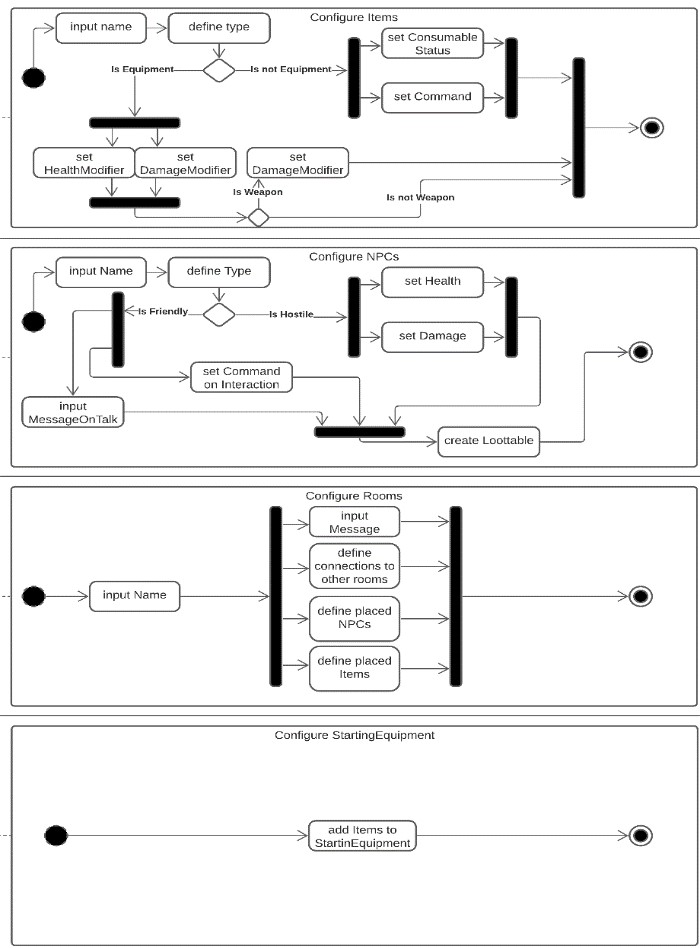 Configure Items
input name
define type
set Consumable
Status
Is Equipment
Is not Equipment
set Command
set
HealthModifier
set
DamageModifier
set
DamageModifier
Is Weapon
Is not Weapon
Configure NPCs
input Name
define Type
set Health
Is Friendly
Is Hostile
set Damage
set Command
on Interaction
input
MessageOnTalk
create Loottable
Configure Rooms
input
Message
define
connections to
other rooms
input Name
define placed
NPCs
define placed
Items
Configure StartingEquipment
add Items to
StartinEquipment